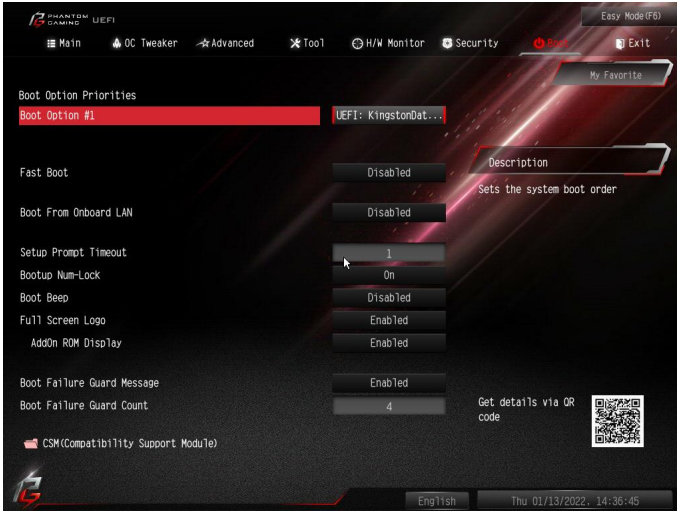 PHANTOM GAMING UEFI
Easy Mode(F6)
Main OC Tweaker Advanced Tool H/W Monitor Security Boot Exit
My Favorite
Boot Option Priorities
Boot Option #1 UEFI: KingstonDat...
Description
Fast Boot Disabled
Sets the system boot order
Boot From Onboard LAN Disabled
Setup Prompt Timeout 1
Bootup Num-Lock On
Boot Beep Disabled
Full Screen Logo Enabled
AddOn ROM Display Enabled
Boot Failure Guard Message Enabled
Boot Failure Guard Count 4
Get details via QR
code
CSM(Compatibility Support Module)
English Thu 01/13/2022. 14:36:45